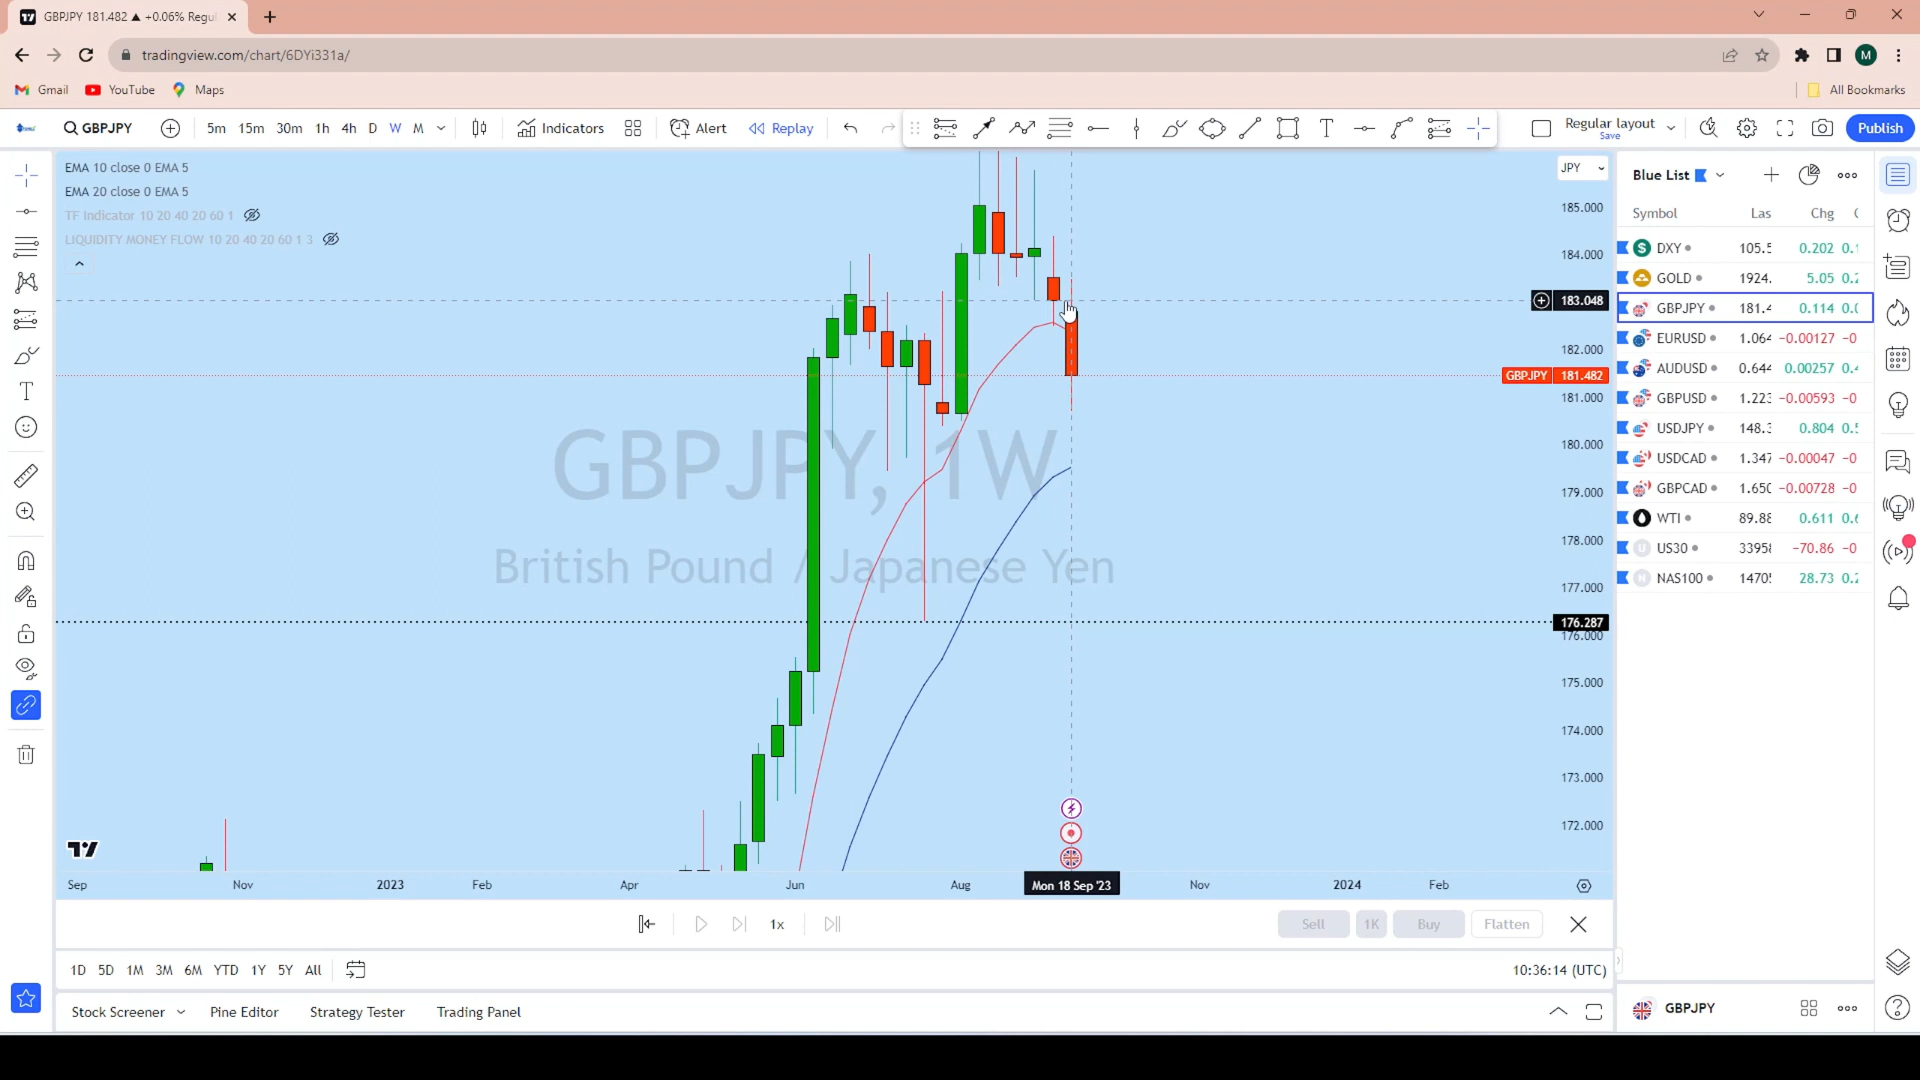 GBPJPY 181.482 ▲ +0.06% Regu
tradingview.com/chart/6DYi331a/
M
Gmail YouTube Maps All Bookmarks
GBPJPY 5m 15m 30m 1h 4h D W M Indicators Alert Replay Regular layout Save Publish
EMA 10 close 0 EMA 5
EMA 20 close 0 EMA 5
TF Indicator 10 20 40 20 60 1
LIQUIDITY MONEY FLOW 10 20 40 20 60 1 3
GBPJPY, 1W
British Pound / Japanese Yen
JPY
185.000
184.000
183.048
182.000
GBPJPY 181.482
181.000
180.000
179.000
178.000
177.000
176.287
176.000
175.000
174.000
173.000
172.000
Sep Nov 2023 Feb Apr Jun Aug Mon 18 Sep '23 Nov 2024 Feb
1x Sell 1K Buy Flatten
1D 5D 1M 3M 6M YTD 1Y 5Y All 10:36:14 (UTC)
Stock Screener Pine Editor Strategy Tester Trading Panel
Blue List
Symbol Las Chg
DXY 105.5 0.202
GOLD 1924. 5.05
GBPJPY 181.4 0.114
EURUSD 1.064 -0.00127 -0
AUDUSD 0.644 0.00257
GBPUSD 1.223 -0.00593 -0
USDJPY 148.3 0.804
USDCAD 1.347 -0.00047 -0
GBPCAD 1.650 -0.00728 -0
WTI 89.88 0.611
US30 33958 -70.86 -0
NAS100 1470 28.73
GBPJPY